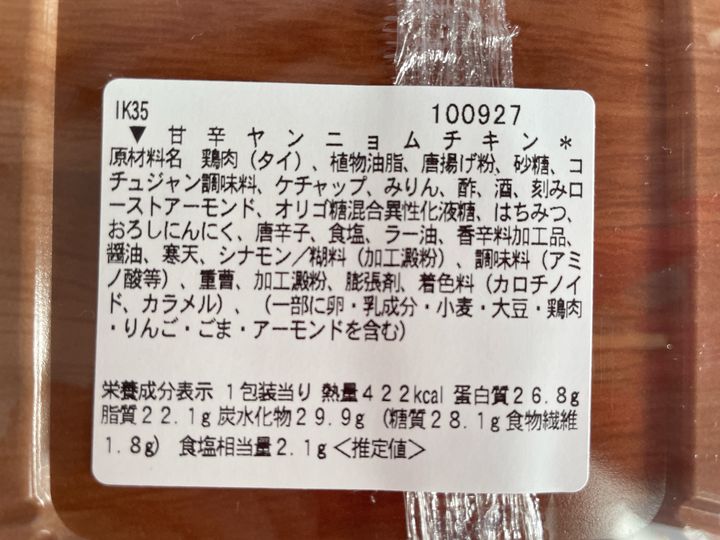 IK35 100927
▼ 甘辛ヤンニョムチキン*
原材料名 鶏肉(タイ)、植物油脂、唐揚げ粉、砂糖、コ
チュジャン調味料、ケチャップ、みりん、酢、酒、刻みロ
ーストアーモンド、オリゴ糖混合異性化液糖、はちみつ、
おろしにんにく、唐辛子、食塩、ラー油、香辛料加工品、
醤油、寒天、シナモン/糊料(加工澱粉)、調味料(アミ
ノ酸等)、重曹、加工澱粉、膨張剤、着色料(カロチノイ
ド、カラメル)、(一部に卵・乳成分・小麦・大豆・鶏肉
・りんご・ごま・アーモンドを含む)
栄養成分表示 1包装当り 熱量422kcal 蛋白質26.8g
脂質22.1g 炭水化物29.9g (糖質28.1g 食物繊維
1.8g) 食塩相当量2.1g <推定値>